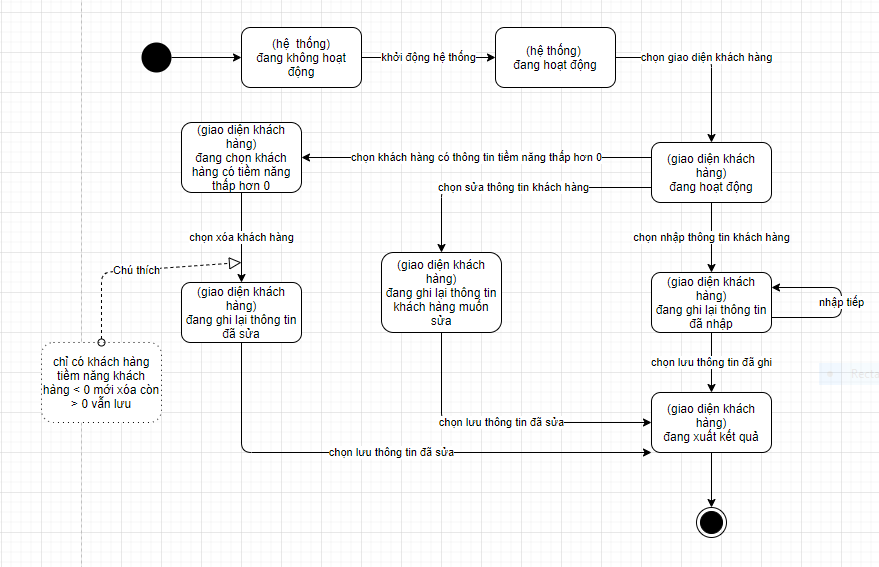 (hệ thống)
đang không hoạt
động
khởi động hệ thống
(hệ thống)
đang hoạt động
chọn giao diện khách hàng
(giao diện khách
hàng)
đang chọn khách
hàng có tiềm năng
thấp hơn 0
chọn khách hàng có thông tin tiềm năng thấp hơn 0
(giao diện khách
hàng)
đang hoạt động
chọn sửa thông tin khách hàng
chọn xóa khách hàng
chọn nhập thông tin khách hàng
Chú thích
(giao diện khách
hàng)
đang ghi lại thông tin
đã sửa
(giao diện khách
hàng)
đang ghi lại thông tin
khách hàng muốn
sửa
(giao diện khách
hàng)
đang ghi lại thông tin
đã nhập
nhập tiếp
chỉ có khách hàng
tiềm năng khách
hàng < 0 mới xóa còn
> 0 vẫn lưu
chọn lưu thông tin đã ghi
chọn lưu thông tin đã sửa
(giao diện khách
hàng)
đang xuất kết quả
chọn lưu thông tin đã sửa